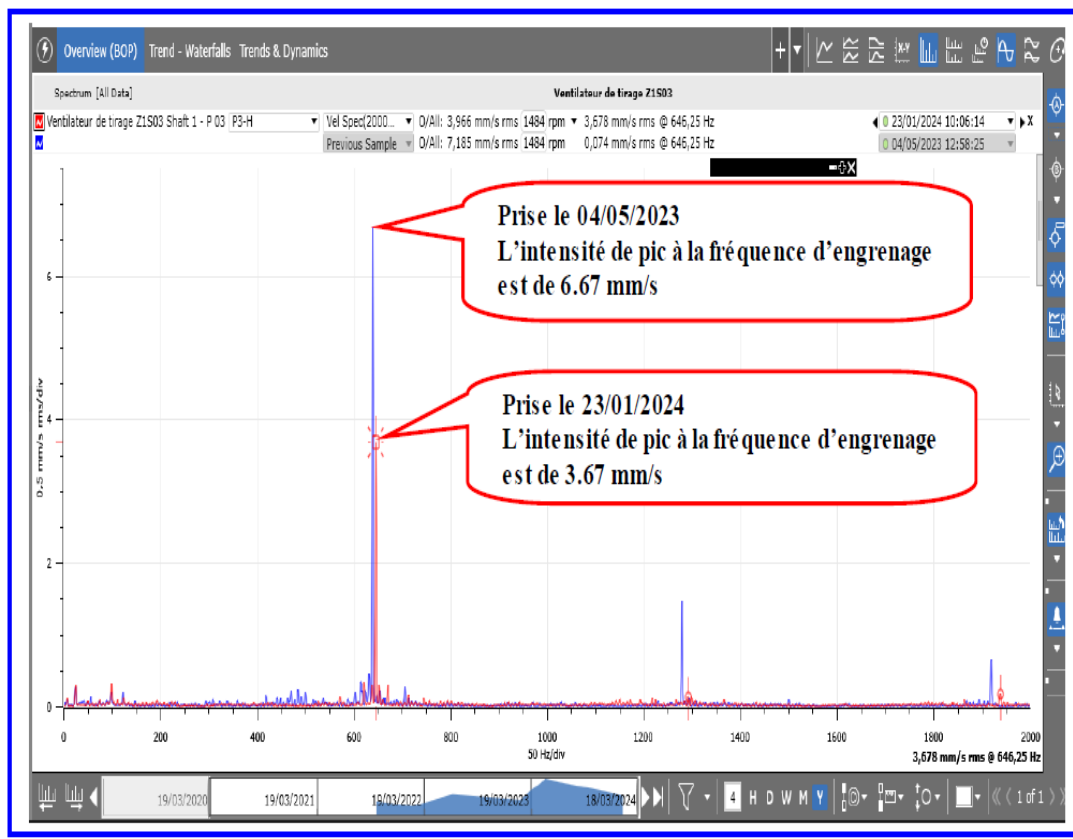 Overview (BOP) Trend - Waterfalls Trends & Dynamics
Spectrum [All Data] Ventilateur de tirage Z1S03
Ventilateur de tirage Z1S03 Shaft 1 - P 03 P3-H Vel Spec(2000... O/All: 3,966 mm/s rms 1484 rpm 3,678 mm/s rms @ 646,25 Hz 23/01/2024 10:06:14 X
Previous Sample O/All: 7,185 mm/s rms 1484 rpm 0,074 mm/s rms @ 646,25 Hz 04/05/2023 12:58:25
Prise le 04/05/2023
L’intensité de pic à la fréquence d’engrenage
est de 6.67 mm/s
Prise le 23/01/2024
L’intensité de pic à la fréquence d’engrenage
est de 3.67 mm/s
6
4
2
0
0.5 mm/s rms/div
0 200 400 600 800 1000 1200 1400 1600 1800 2000
50 Hz/div
3,678 mm/s rms @ 646,25 Hz
19/03/2020 19/03/2021 19/03/2022 19/03/2023 18/03/2024 4 H D W M Y 1 of 1